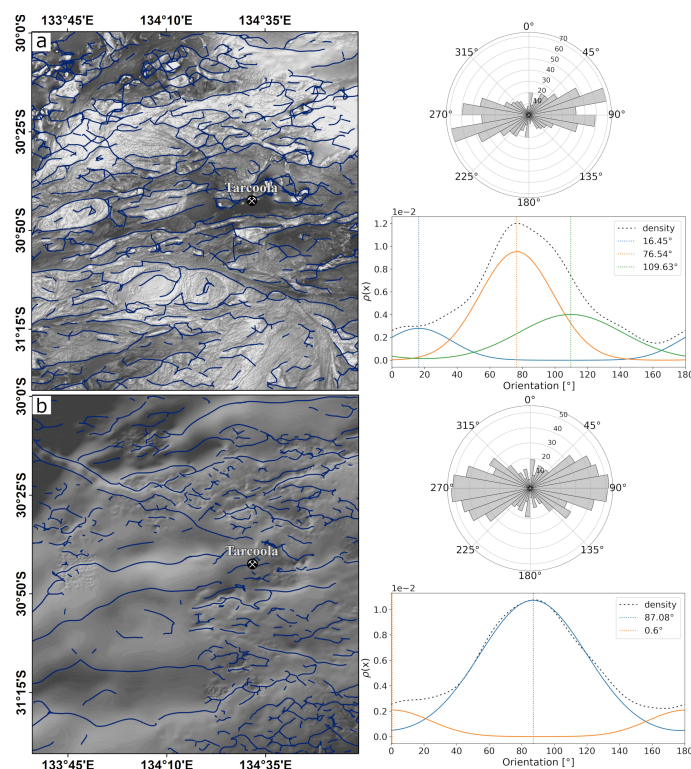 133°45'E 134°10'E 134°35'E
30°0'S
a
30°25'S
Tarcoola
30°50'S
31°15'S
0°
45°
90°
135°
180°
225°
270°
315°
10
20
30
40
50
60
70
1e−2
1.2
1.0
0.8
0.6
0.4
0.2
0.0
ρ(x)
density
16.45°
76.54°
109.63°
0 20 40 60 80 100 120 140 160 180
Orientation [°]
30°0'S
b
30°25'S
Tarcoola
30°50'S
31°15'S
133°45'E 134°10'E 134°35'E
0°
45°
90°
135°
180°
225°
270°
315°
10
20
30
40
50
1e−2
1.0
0.8
0.6
0.4
0.2
0.0
ρ(x)
density
87.08°
0.6°
0 20 40 60 80 100 120 140 160 180
Orientation [°]